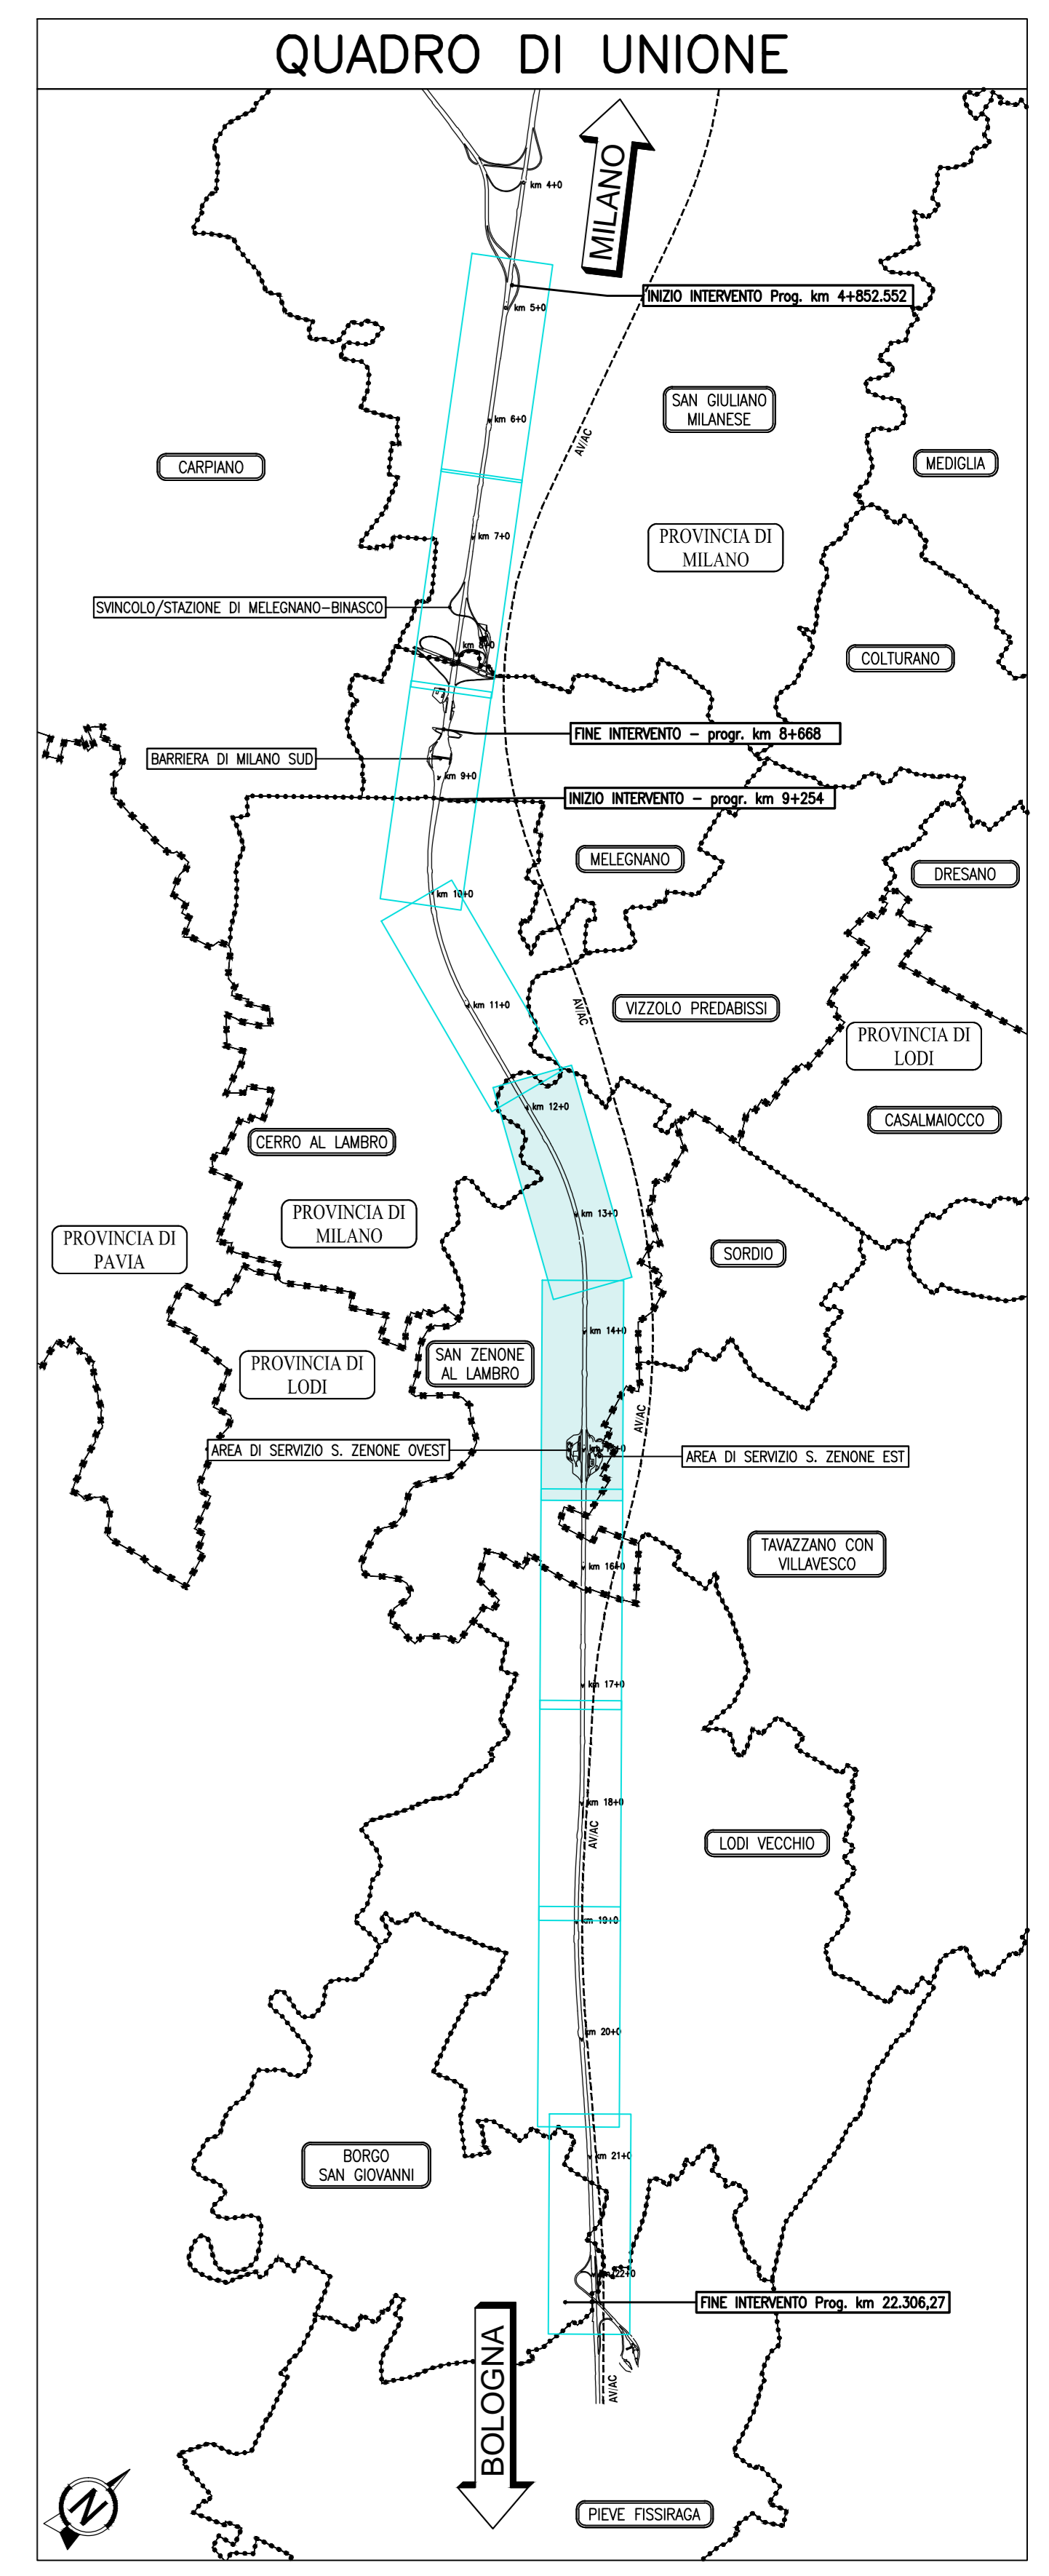 QUADRO DI UNIONE
MILANO
km 4+0
INIZIO INTERVENTO Prog. km 4+852.552
km 5+0
SAN GIULIANO
MILANESE
km 6+0
AV/AC
CARPIANO
MEDIGLIA
km 7+0
PROVINCIA DI
MILANO
SVINCOLO/STAZIONE DI MELEGNANO-BINASCO
COLTURANO
FINE INTERVENTO - progr. km 8+668
BARRIERA DI MILANO SUD
km 9+0
INIZIO INTERVENTO - progr. km 9+254
MELEGNANO
DRESANO
km 10+0
km 11+0
AV/AC
VIZZOLO PREDABISSI
PROVINCIA DI
LODI
km 12+0
CASALMAIOCCO
CERRO AL LAMBRO
PROVINCIA DI
MILANO
km 13+0
PROVINCIA DI
PAVIA
SORDIO
km 14+0
SAN ZENONE
AL LAMBRO
PROVINCIA DI
LODI
AV/AC
AREA DI SERVIZIO S. ZENONE OVEST
AREA DI SERVIZIO S. ZENONE EST
TAVAZZANO CON
VILLAVESCO
km 16+0
km 17+0
km 18+0
AV/AC
LODI VECCHIO
km 19+0
km 20+0
km 21+0
BORGO
SAN GIOVANNI
km 22+0
FINE INTERVENTO Prog. km 22.306,27
BOLOGNA
AV/AC
N
PIEVE FISSIRAGA